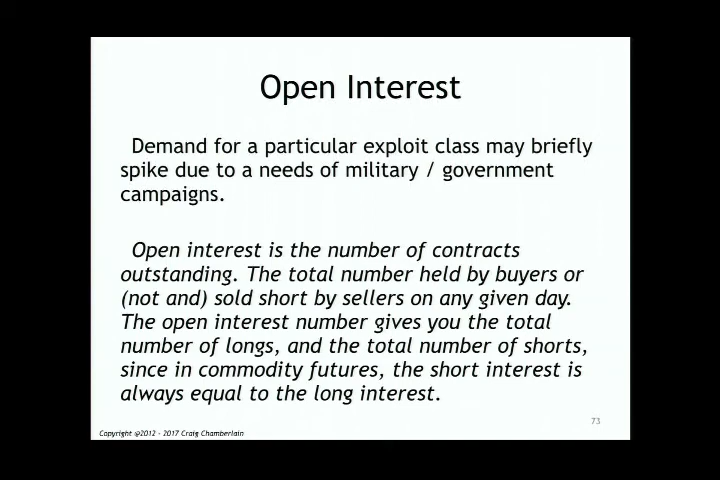 Open Interest
Demand for a particular exploit class may briefly
spike due to a needs of military / government
campaigns.
Open interest is the number of contracts
outstanding. The total number held by buyers or
(not and) sold short by sellers on any given day.
The open interest number gives you the total
number of longs, and the total number of shorts,
since in commodity futures, the short interest is
always equal to the long interest.
73
Copyright @2012 - 2017 Craig Chamberlain